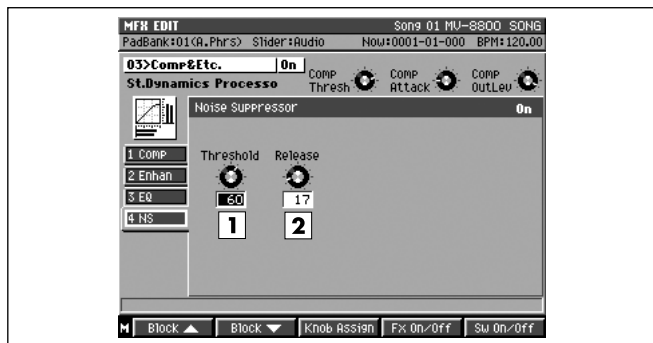 MFX EDIT Song 01 MV-8800 SONG
PadBank:01(A.Phrs) Slider:Audio Now:0001-01-000 BPM:120.00
03>Comp&Etc. On
St.Dynamics Processo
Comp Thresh
Comp Attack
Comp OutLev
Noise Suppressor On
1 Comp
2 Enhan
3 EQ
4 NS
Threshold Release
60 17
1 2
M Block ▲ Block ▼ Knob Assign Fx On/Off Sw On/Off